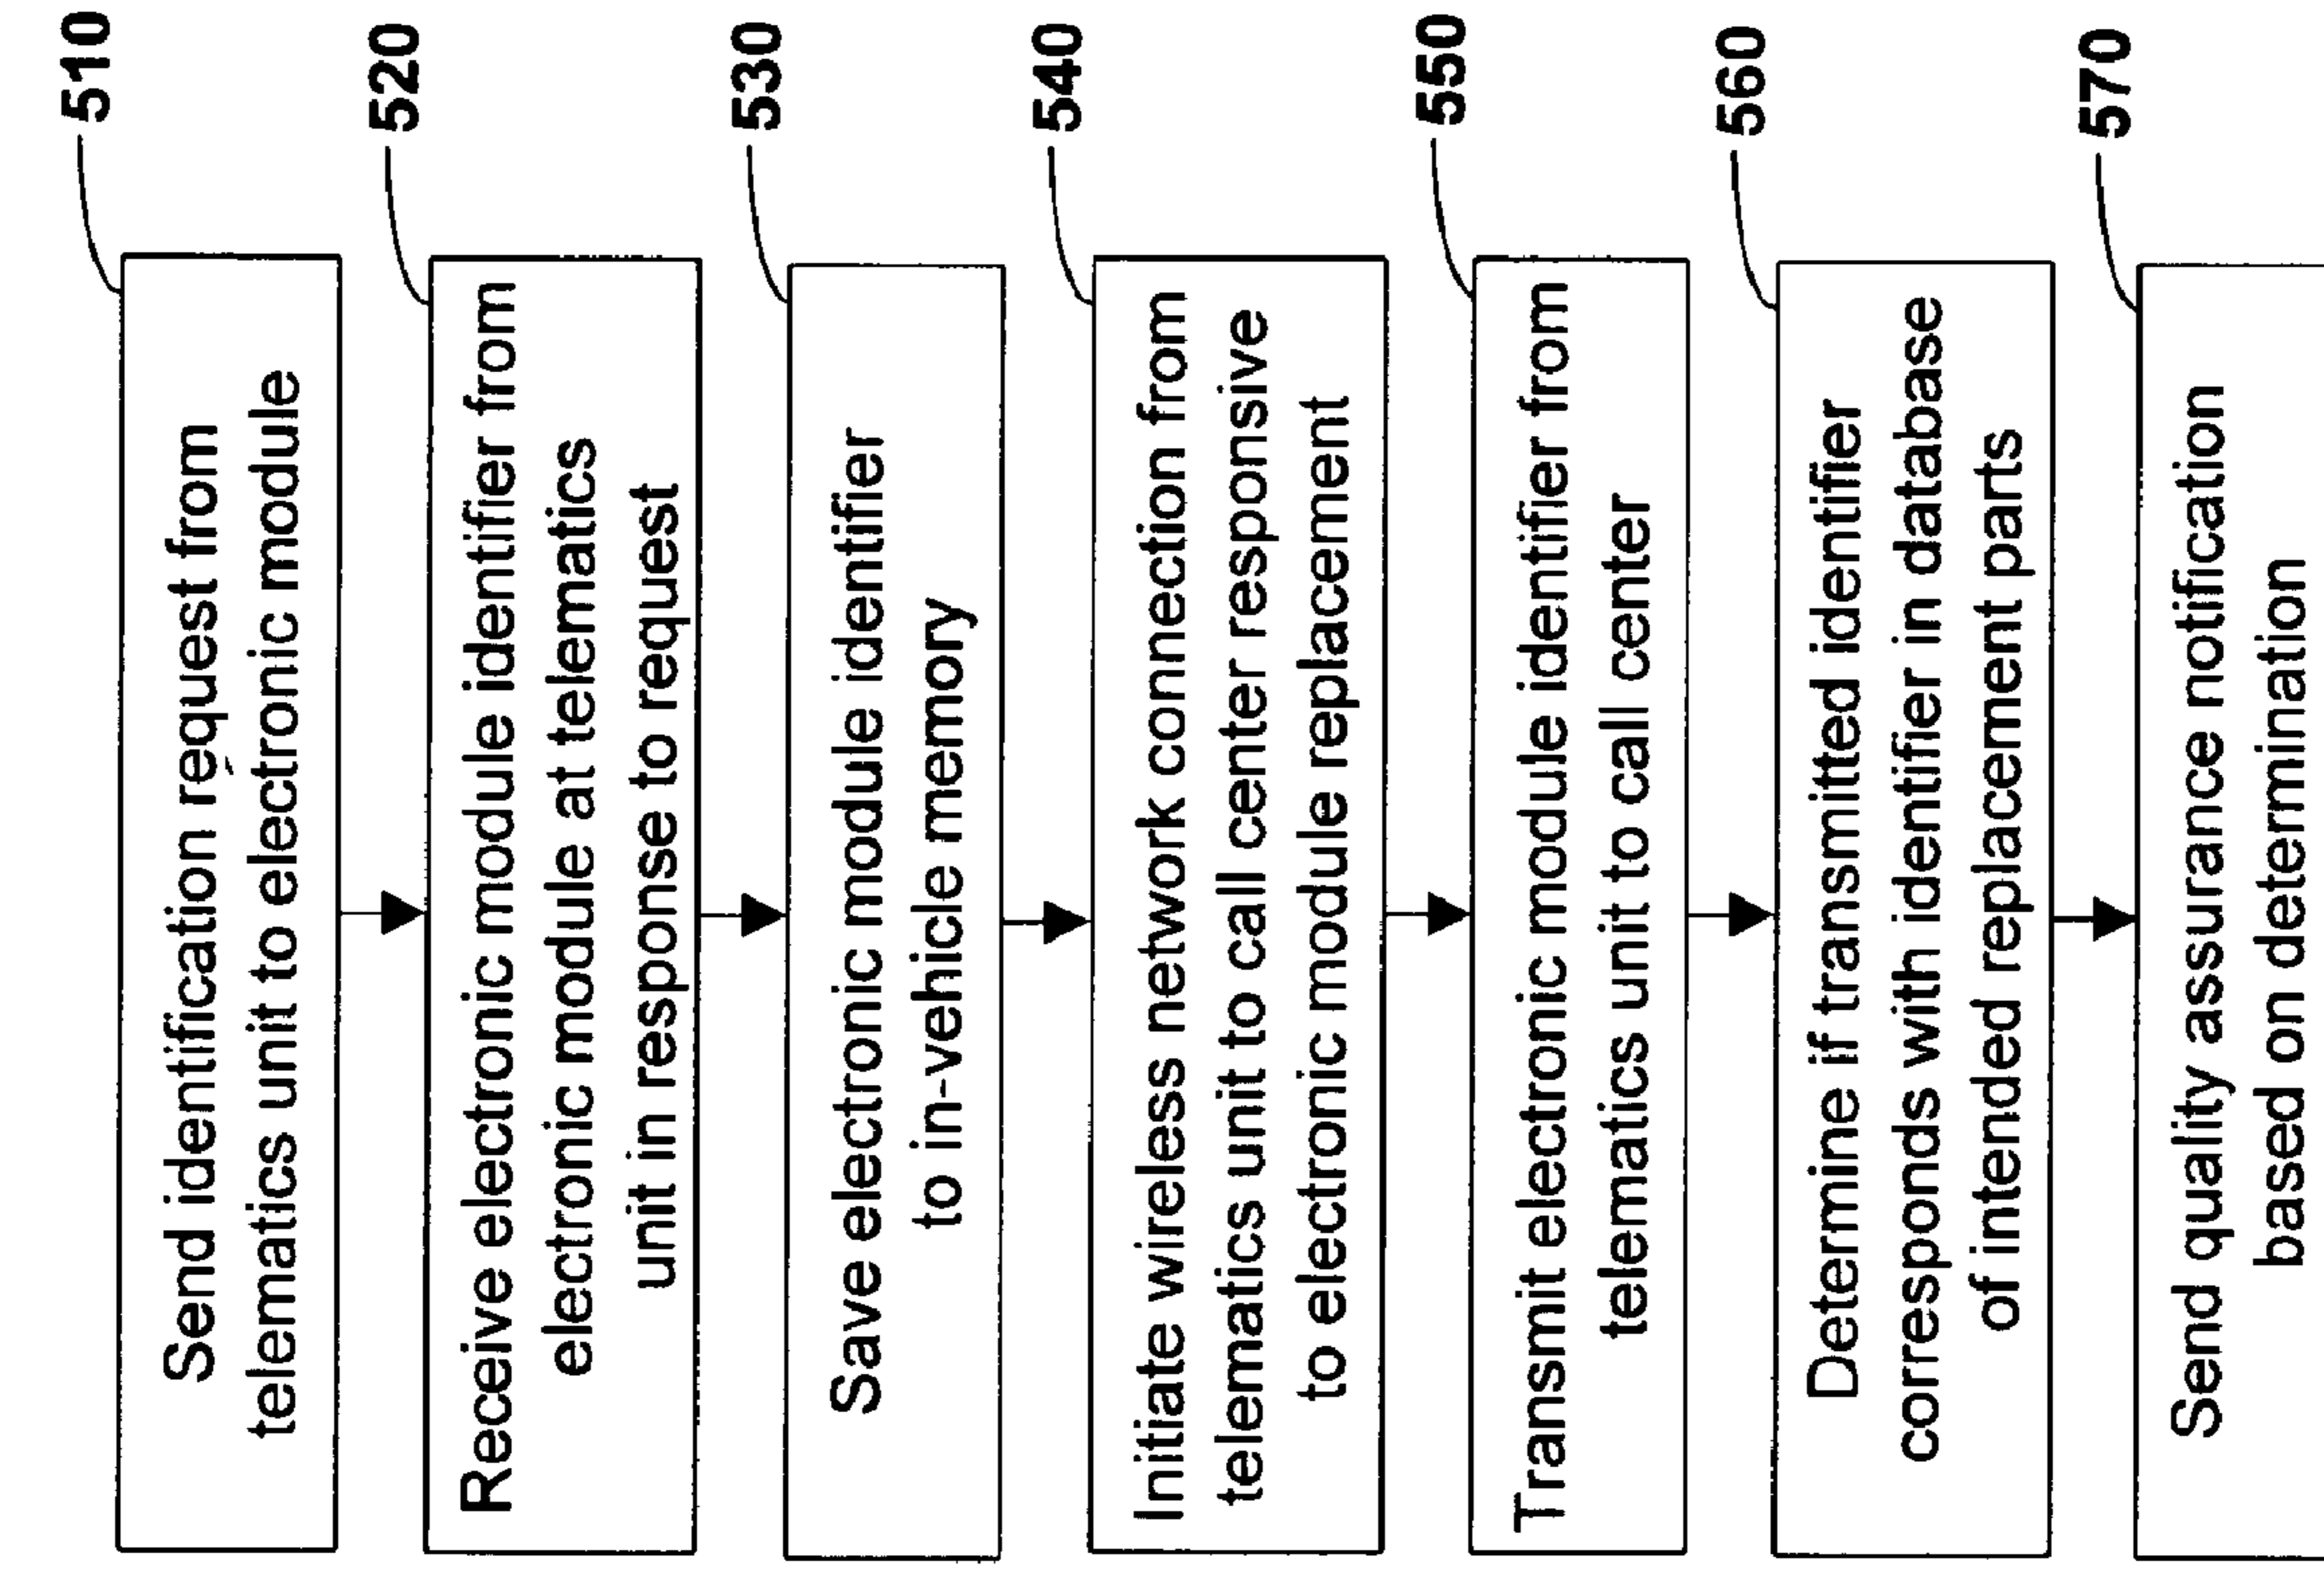 510
Send identification request from
telematics unit to electronic module
520
Receive electronic module identifier from
electronic module at telematics
unit in response to request
530
Save electronic module identifier
to in-vehicle memory
540
Initiate wireless network connection from
telematics unit to call center responsive
to electronic module replacement
550
Transmit electronic module identifier from
telematics unit to call center
560
Determine if transmitted identifier
corresponds with identifier in database
of intended replacement parts
570
Send quality assurance notification
based on determination